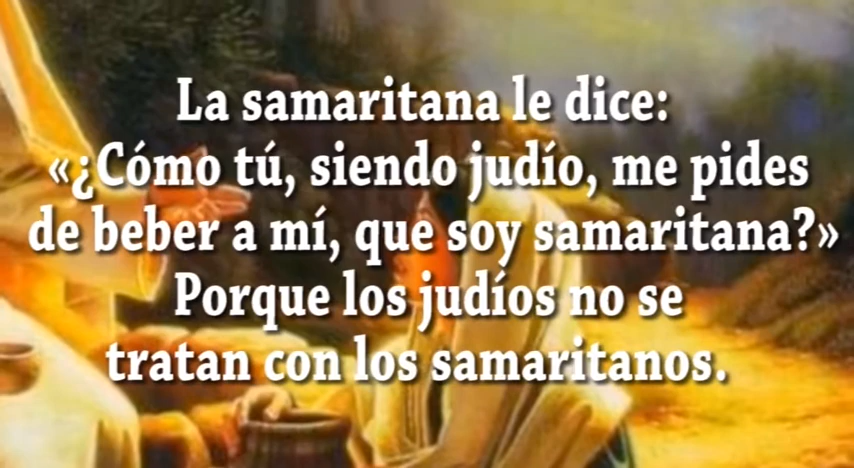 La samaritana le dice:
«¿Cómo tú, siendo judío, me pides
de beber a mí, que soy samaritana?»
Porque los judíos no se
tratan con los samaritanos.